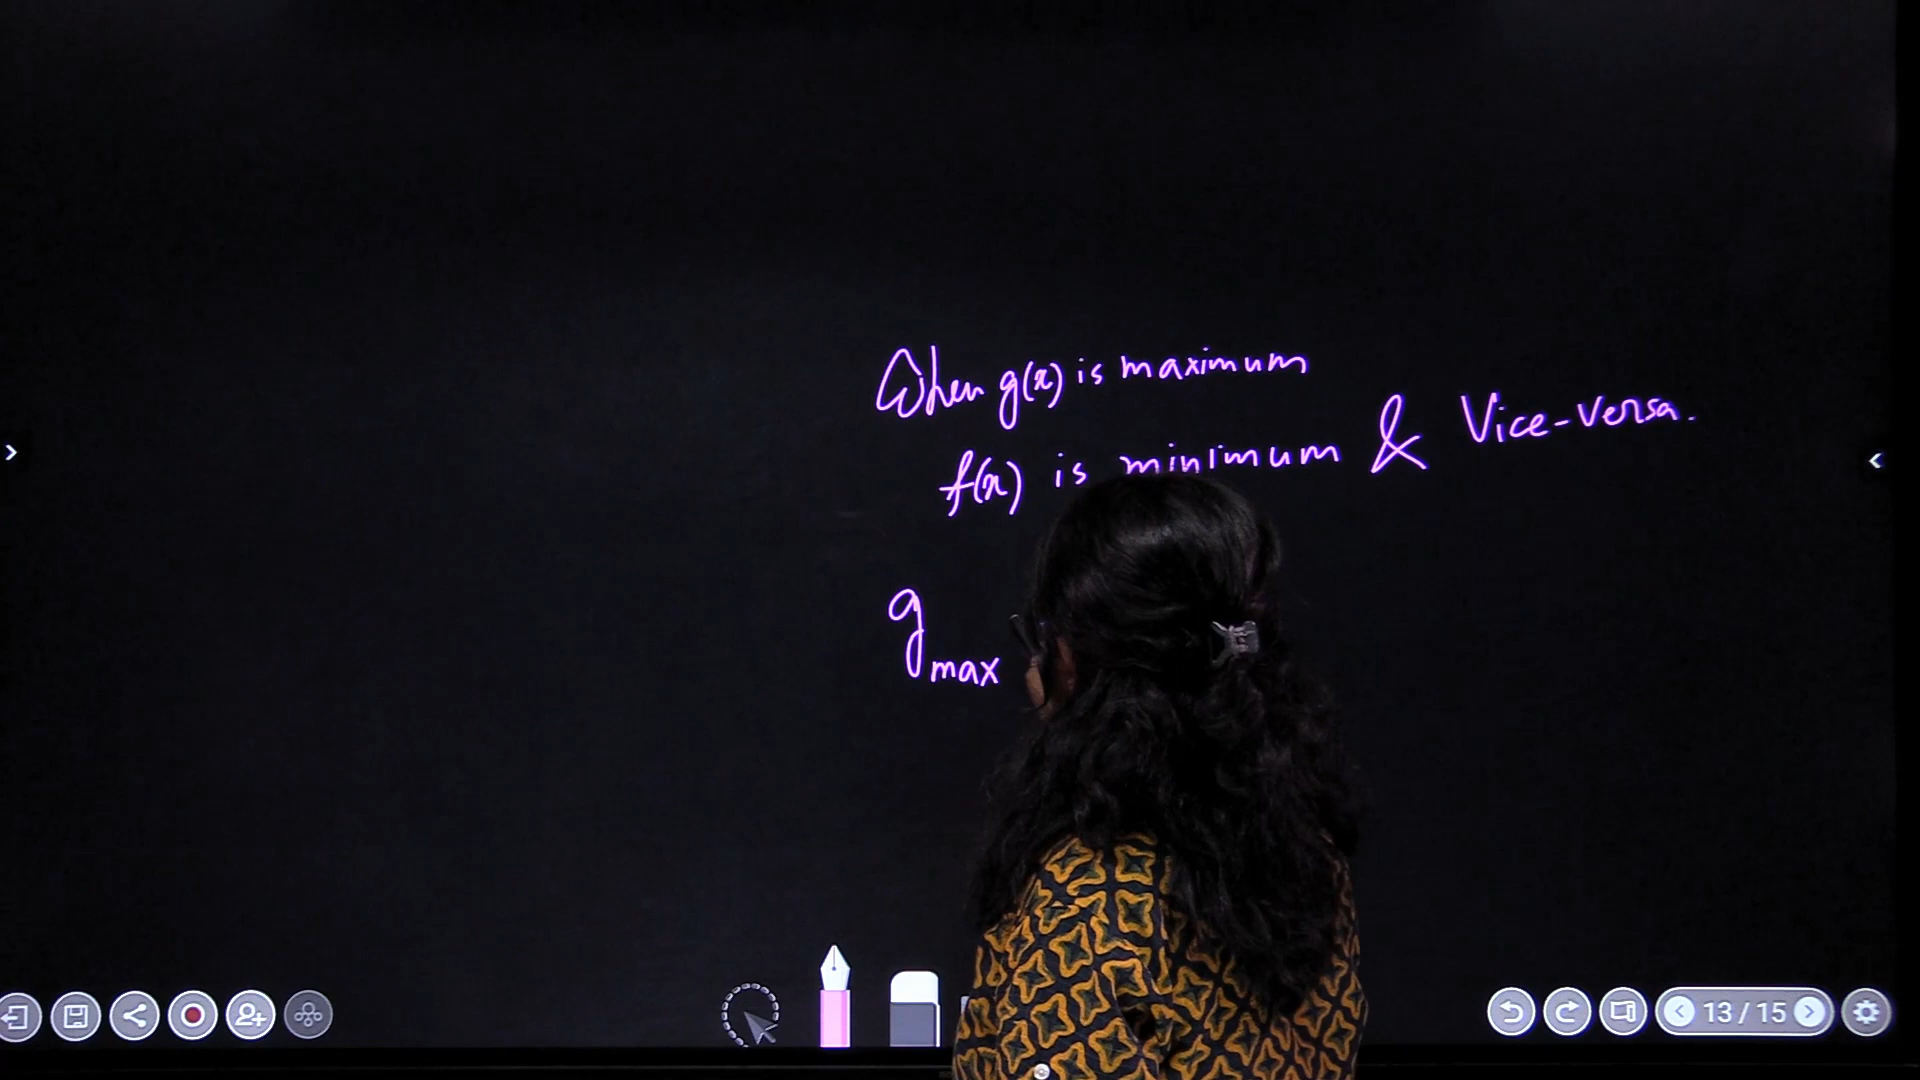 When g(x) is maximum
f(x) is minimum & Vice-versa.
g max
13/15